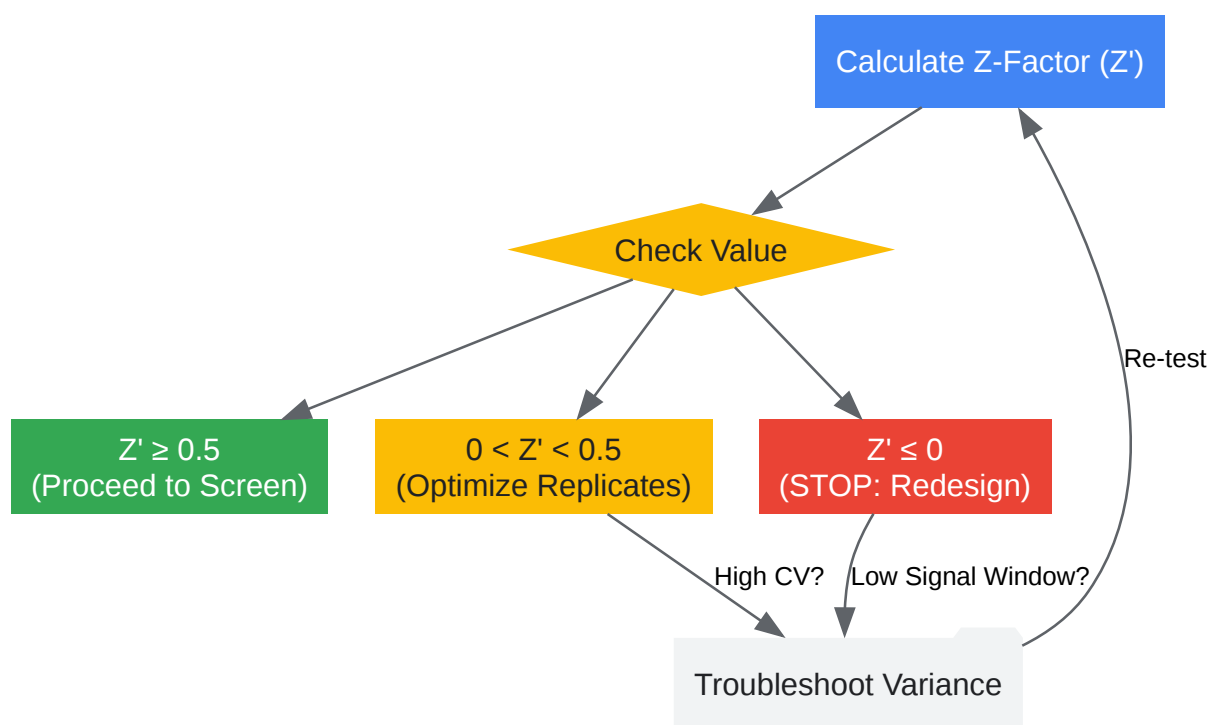 Calculate Z-Factor (Z')
Check Value
Re-test
Z' ≥ 0.5
(Proceed to Screen)
0 < Z' < 0.5
(Optimize Replicates)
Z' ≤ 0
(STOP: Redesign)
High CV?
Low Signal Window?
Troubleshoot Variance